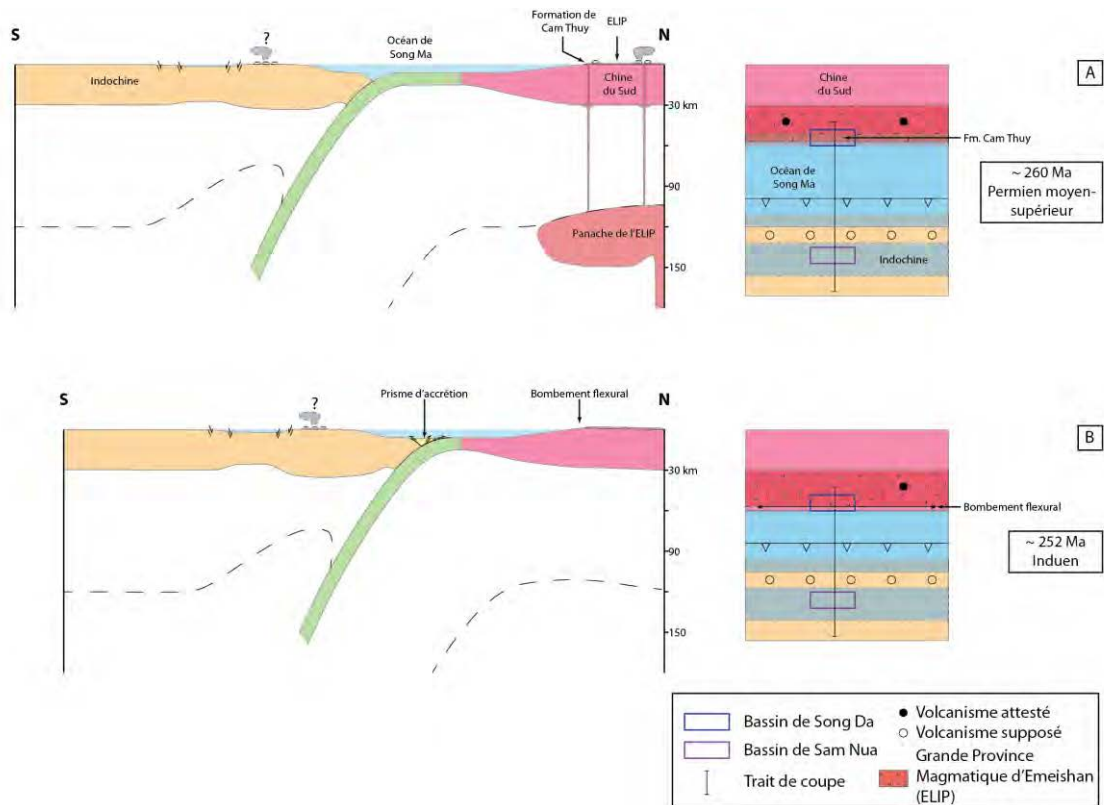 Formation de
Cam Thuy
ELIP
S
?
Océan de
Song Ma
N
Indochine
Chine
du Sud
30 km
90
Panache de l'ELIP
150
A
Chine
du Sud
Fm. Cam Thuy
Océan de
Song Ma
Indochine
~ 260 Ma
Permien moyen-
supérieur
Prisme d'accrétion
Bombement flexural
S
?
N
30 km
90
150
B
Bombement flexural
~ 252 Ma
Induen
Bassin de Song Da
Bassin de Sam Nua
Trait de coupe
Volcanisme attesté
Volcanisme supposé
Grande Province
Magmatique d'Emeishan
(ELIP)